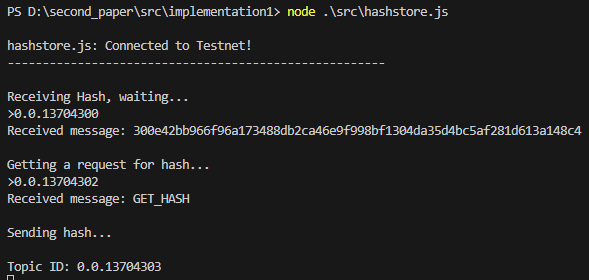 PS D:\second_paper\src\implementation1> node .\src\hashstore.js
hashstore.js: Connected to Testnet!
------------------------------------------------------
Receiving Hash, waiting...
>0.0.13704300
Received message: 300e42bb966f96a173488db2ca46e9f998bf1304da35d4bc5af281d613a148c4
Getting a request for hash...
>0.0.13704302
Received message: GET_HASH
Sending hash...
Topic ID: 0.0.13704303